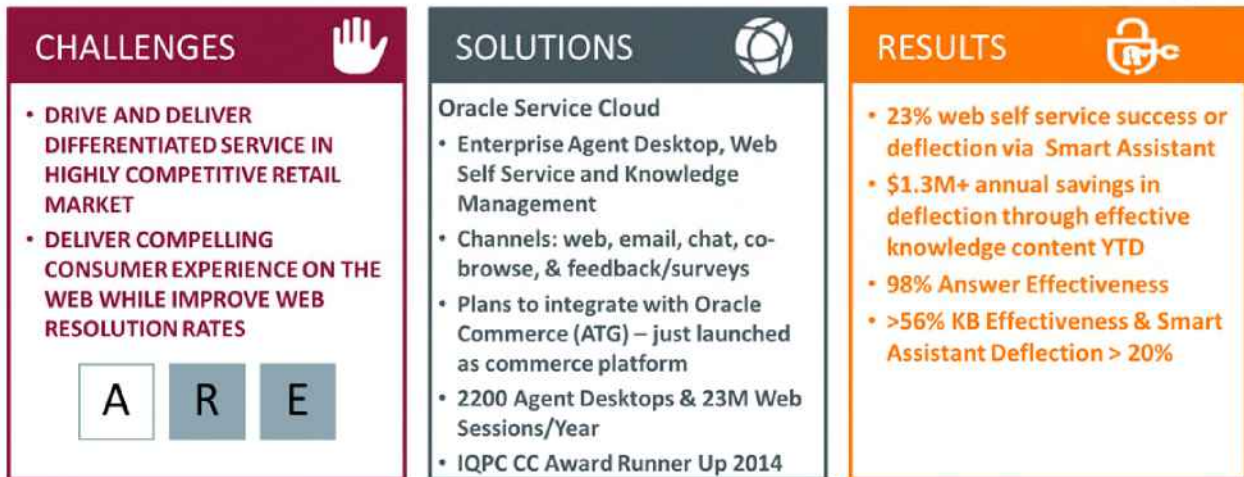 CHALLENGES
• DRIVE AND DELIVER
DIFFERENTIATED SERVICE IN
HIGHLY COMPETITIVE RETAIL
MARKET
• DELIVER COMPELLING
CONSUMER EXPERIENCE ON THE
WEB WHILE IMPROVE WEB
RESOLUTION RATES
A R E
SOLUTIONS
Oracle Service Cloud
• Enterprise Agent Desktop, Web
Self Service and Knowledge
Management
• Channels: web, email, chat, co-
browse, & feedback/surveys
• Plans to integrate with Oracle
Commerce (ATG) – just launched
as commerce platform
• 2200 Agent Desktops & 23M Web
Sessions/Year
• IQPC CC Award Runner Up 2014
RESULTS
• 23% web self service success or
deflection via Smart Assistant
• $1.3M+ annual savings in
deflection through effective
knowledge content YTD
• 98% Answer Effectiveness
• >56% KB Effectiveness & Smart
Assistant Deflection > 20%